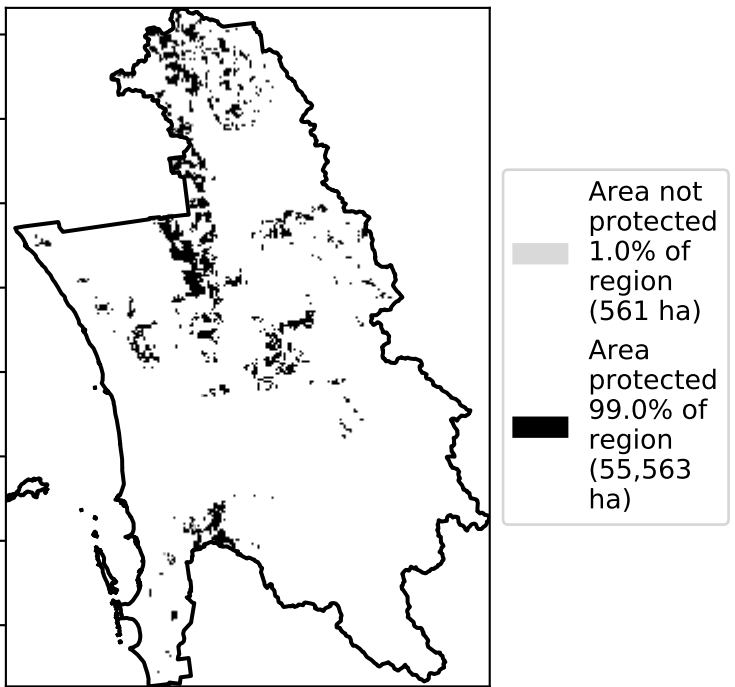 Area not
protected
1.0% of
region
(561 ha)
Area
protected
99.0% of
region
(55,563
ha)